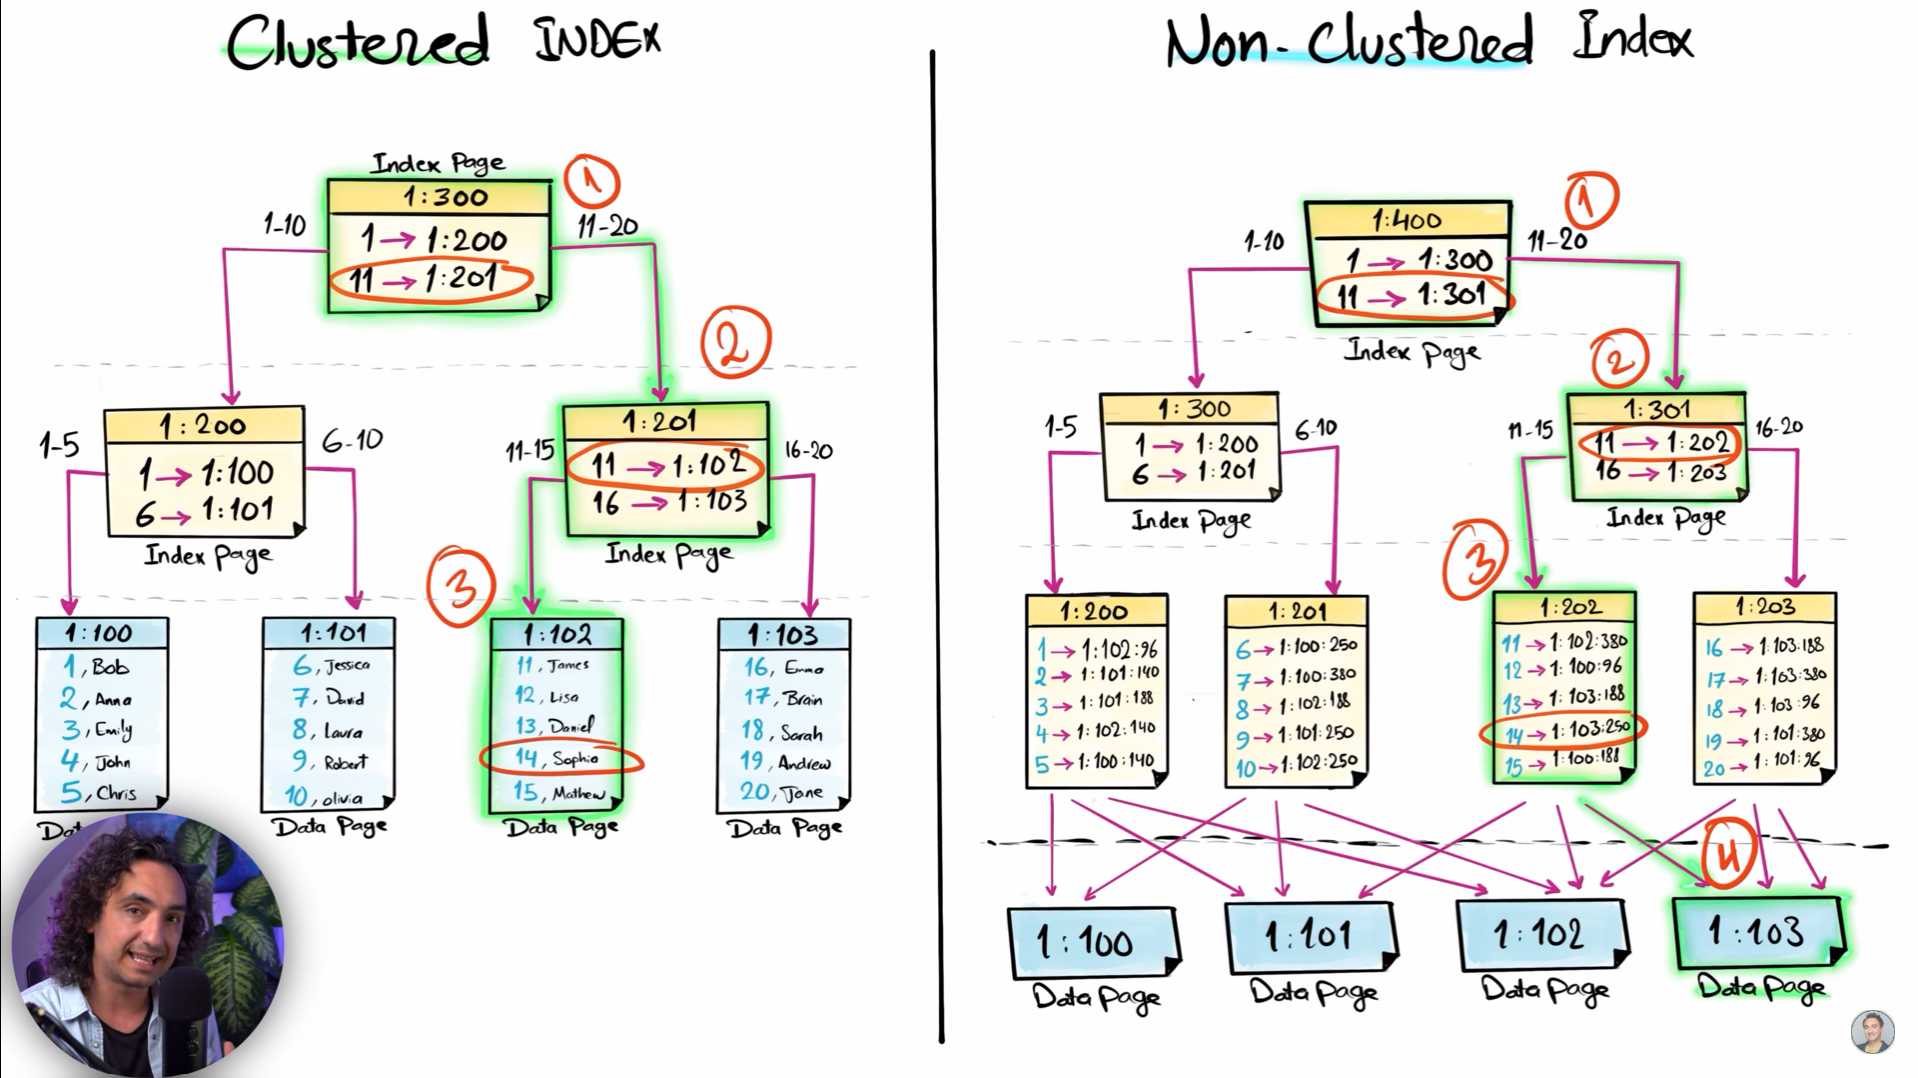 Clustered INDEX
Index Page
1:300
1 → 1:200
11 → 1:201
1
1-10
11-20
2
1:200
1 → 1:100
6 → 1:101
Index Page
1-5
6-10
1:201
11 → 1:102
16 → 1:103
Index Page
11-15
16-20
3
1:100
1, Bob
2, Anna
3, Emily
4, John
5, Chris
1:101
6, Jessica
7, David
8, Laura
9, Robert
10, olivia
Data Page
1:102
11, James
12, Lisa
13, Daniel
14, Sophia
15, Mathew
Data Page
1:103
16, Emma
17, Brain
18, Sarah
19, Andrew
20, Jane
Data Page
Non-Clustered Index
1:400
1 → 1:300
11 → 1:301
Index Page
1
1-10
11-20
2
1:300
1 → 1:200
6 → 1:201
Index Page
1-5
6-10
1:301
11 → 1:202
16 → 1:203
Index Page
11-15
16-20
3
1:200
1 → 1:102:96
2 → 1:101:140
3 → 1:101:188
4 → 1:102:140
5 → 1:100:140
1:201
6 → 1:100:250
7 → 1:100:380
8 → 1:102:188
9 → 1:101:250
10 → 1:102:250
1:202
11 → 1:102:380
12 → 1:100:96
13 → 1:103:188
14 → 1:103:250
15 → 1:100:188
1:203
16 → 1:103:188
17 → 1:103:380
18 → 1:103:96
19 → 1:101:380
20 → 1:101:96
4
1:100
Data Page
1:101
Data Page
1:102
Data Page
1:103
Data Page